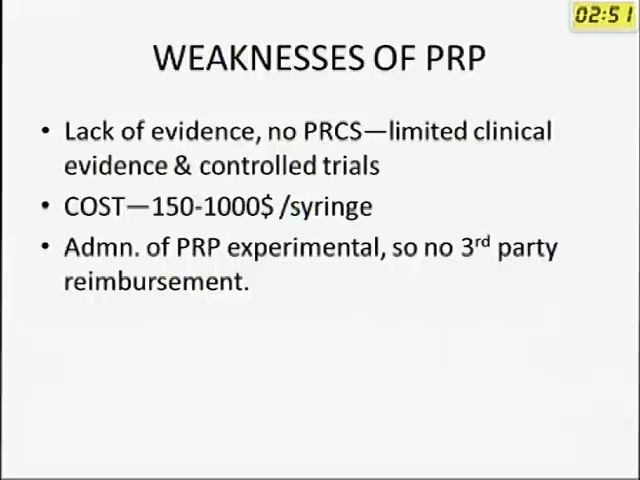 02:51
WEAKNESSES OF PRP
• Lack of evidence, no PRCS—limited clinical
evidence & controlled trials
• COST—150-1000$ /syringe
• Admn. of PRP experimental, so no 3rd party
reimbursement.